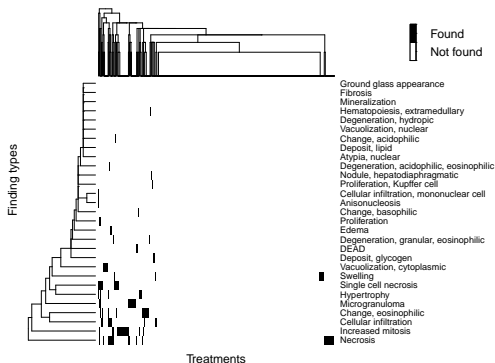 Found
Not found
Ground glass appearance
Fibrosis
Mineralization
Hematopoiesis, extramedullary
Degeneration, hydropic
Vacuolization, nuclear
Change, acidophilic
Deposit, lipid
Atypia, nuclear
Degeneration, acidophilic, eosinophilic
Nodule, hepatodiaphragmatic
Proliferation, Kupffer cell
Cellular infiltration, mononuclear cell
Anisonucleosis
Change, basophilic
Proliferation
Edema
Degeneration, granular, eosinophilic
DEAD
Deposit, glycogen
Vacuolization, cytoplasmic
Swelling
Single cell necrosis
Hypertrophy
Microgranuloma
Change, eosinophilic
Cellular infiltration
Increased mitosis
Necrosis
Finding types
Treatments